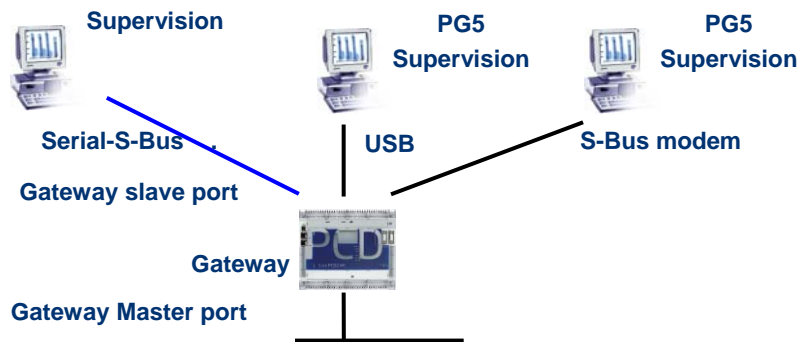 Supervision
PG5
Supervision
PG5
Supervision
Serial-S-Bus .
USB
S-Bus modem
Gateway slave port
PCD
Gateway
Gateway Master port